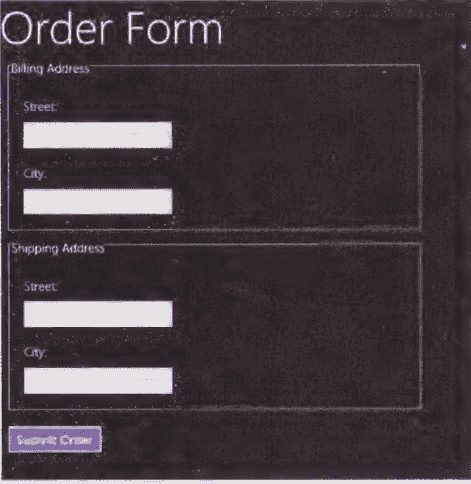 Order Form
Billing Address
Street:
City:
Shipping Address
Street:
City:
Submit Order